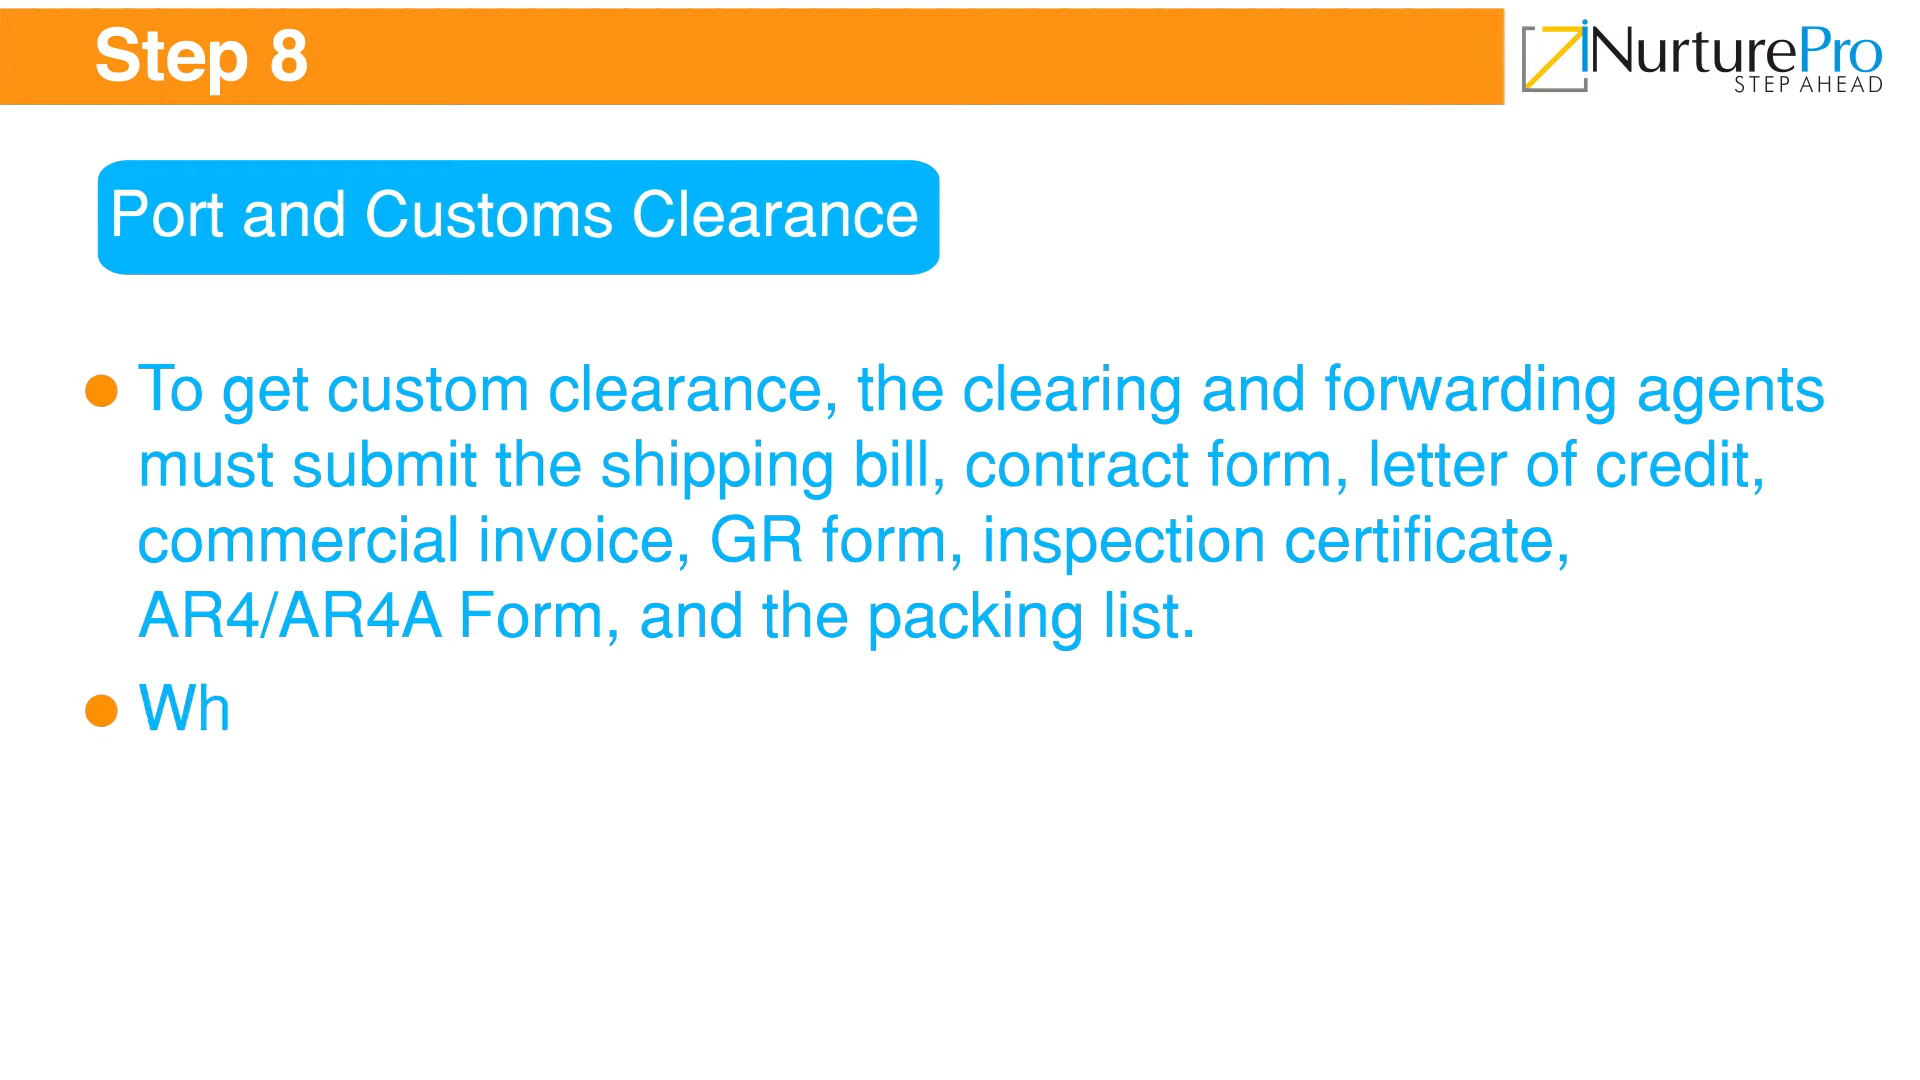 Step 8
iNurturePro
STEP AHEAD
Port and Customs Clearance
To get custom clearance, the clearing and forwarding agents
must submit the shipping bill, contract form, letter of credit,
commercial invoice, GR form, inspection certificate,
AR4/AR4A Form, and the packing list.
Wh